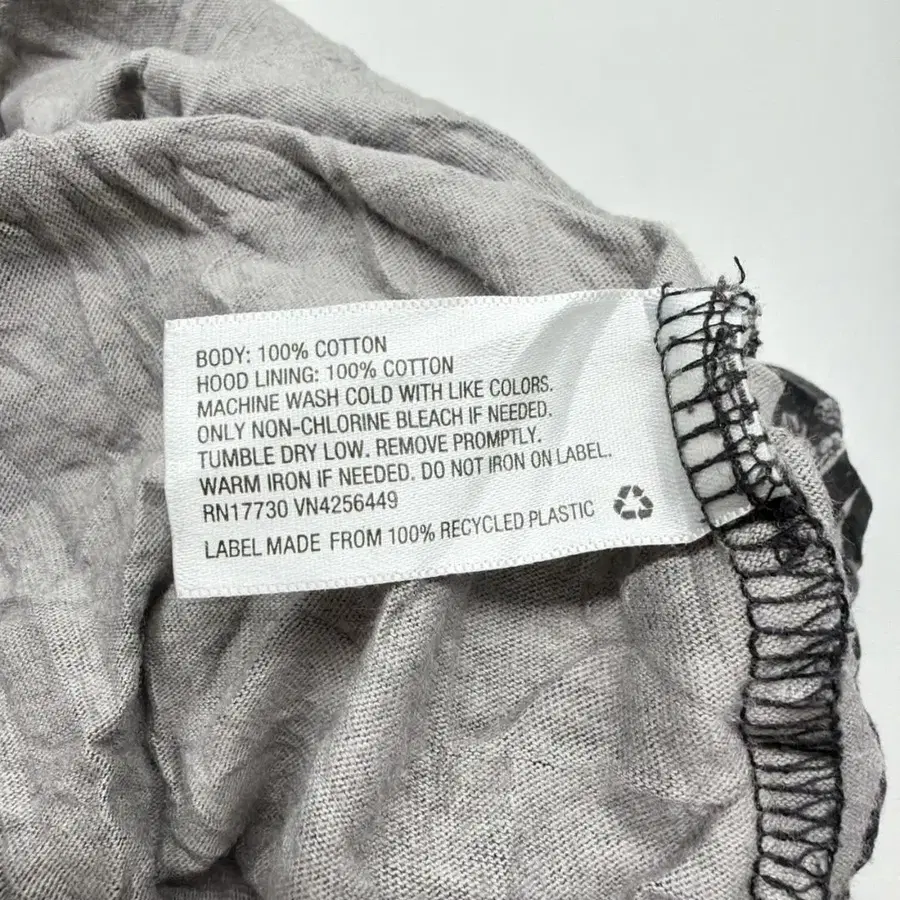 BODY: 100% COTTON
HOOD LINING: 100% COTTON
MACHINE WASH COLD WITH LIKE COLORS.
ONLY NON-CHLORINE BLEACH IF NEEDED.
TUMBLE DRY LOW. REMOVE PROMPTLY.
WARM IRON IF NEEDED. DO NOT IRON ON LABEL.
RN17730 VN4256449
LABEL MADE FROM 100% RECYCLED PLASTIC